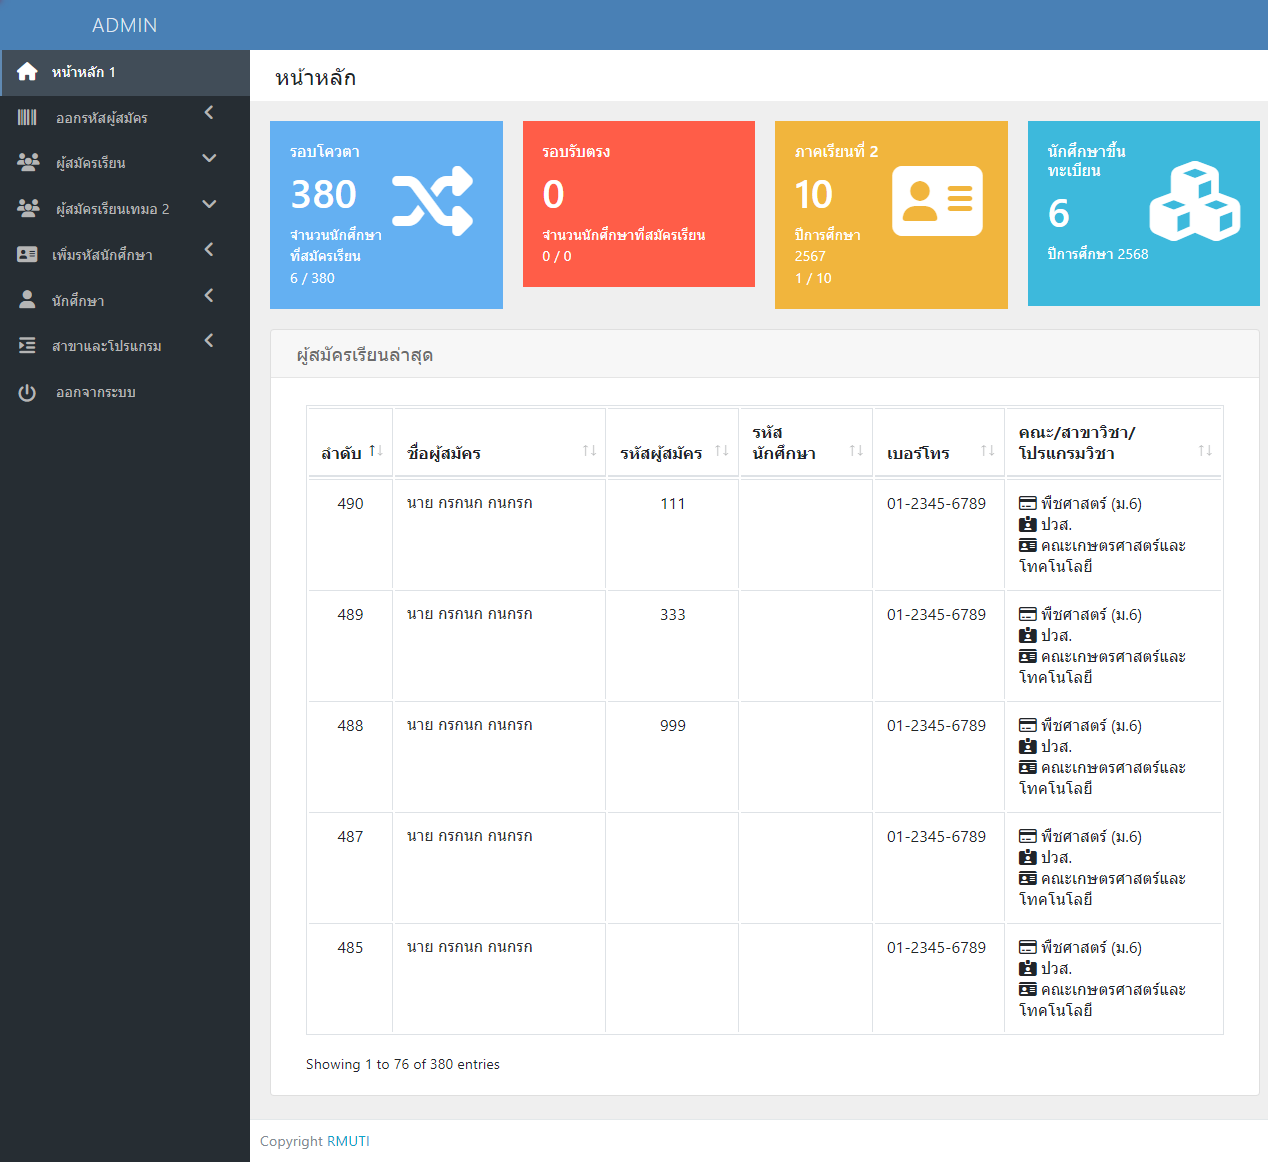 ADMIN
หน้าหลัก 1
ออกรหัสผู้สมัคร
ผู้สมัครเรียน
ผู้สมัครเรียนเทมอ 2
เพิ่มรหัสนักศึกษา
นักศึกษา
สาขาและโปรแกรม
ออกจากระบบ
หน้าหลัก
รอบโควตา
380
จำนวนนักศึกษา
ที่สมัครเรียน
6 / 380
รอบรับตรง
0
จำนวนนักศึกษาที่สมัครเรียน
0 / 0
ภาคเรียนที่ 2
10
ปีการศึกษา
2567
1 / 10
นักศึกษาขึ้น
ทะเบียน
6
ปีการศึกษา 2568
ผู้สมัครเรียนล่าสุด
ลำดับ ชื่อผู้สมัคร รหัสผู้สมัคร รหัส
นักศึกษา เบอร์โทร คณะ/สาขาวิชา/
โปรแกรมวิชา
490 นาย กรกนก กนกรก 111 01-2345-6789 พืชศาสตร์ (ม.6)
ปวส.
คณะเกษตรศาสตร์และ
โทคโนโลยี
489 นาย กรกนก กนกรก 333 01-2345-6789 พืชศาสตร์ (ม.6)
ปวส.
คณะเกษตรศาสตร์และ
โทคโนโลยี
488 นาย กรกนก กนกรก 999 01-2345-6789 พืชศาสตร์ (ม.6)
ปวส.
คณะเกษตรศาสตร์และ
โทคโนโลยี
487 นาย กรกนก กนกรก 01-2345-6789 พืชศาสตร์ (ม.6)
ปวส.
คณะเกษตรศาสตร์และ
โทคโนโลยี
485 นาย กรกนก กนกรก 01-2345-6789 พืชศาสตร์ (ม.6)
ปวส.
คณะเกษตรศาสตร์และ
โทคโนโลยี
Showing 1 to 76 of 380 entries
Copyright RMUTI